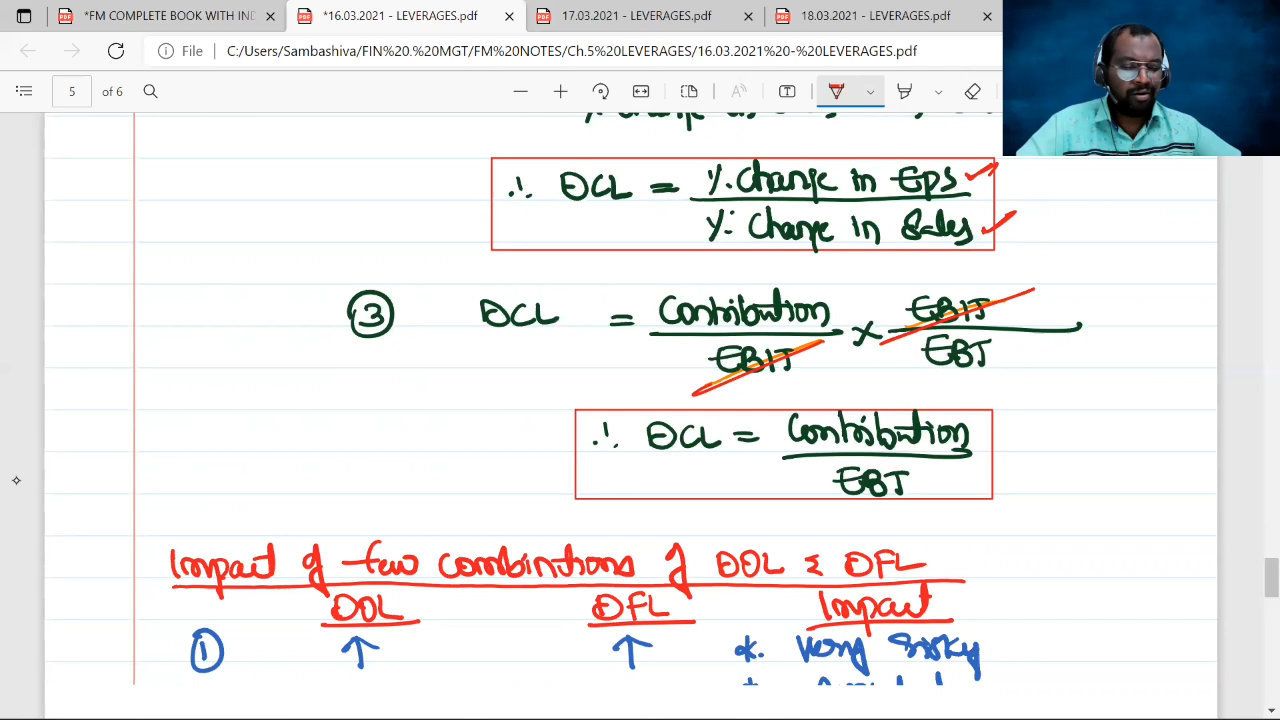 *FM COMPLETE BOOK WITH IND
*16.03.2021 - LEVERAGES.pdf
17.03.2021 - LEVERAGES.pdf
18.03.2021 - LEVERAGES.pdf
File
C:/Users/Sambashiva/FIN%20.%20MGT/FM%20NOTES/Ch.5%20LEVERAGES/16.03.2021%20-%20LEVERAGES.pdf
5 of 6
% change in
∴ DCL = %. Change in EPS
%. Change in Sales
③ DCL = Contribution × EBIT
EBIT EBT
∴ DCL = Contribution
EBT
Impact of few combintions of DOL & DFL
DOL DFL Impact
① ↑ ↑ *. Very risky